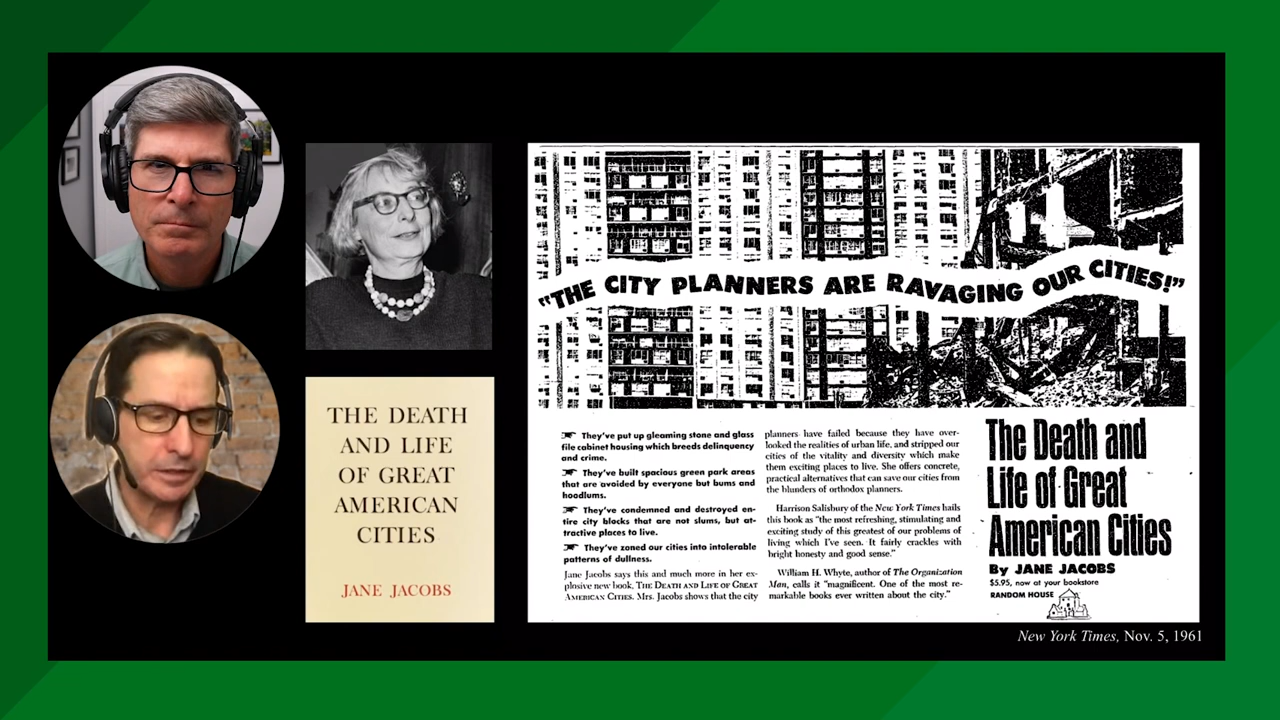 THE DEATH
AND LIFE
OF GREAT
AMERICAN
CITIES
JANE JACOBS
"THE CITY PLANNERS ARE RAVAGING OUR CITIES!"
They've put up gleaming stone and glass
file cabinet housing which breeds delinquency
and crime.
They've built spacious green park areas
that are avoided by everyone but bums and
hoodlums.
They've condemned and destroyed en-
tire city blocks that are not slums, but at-
tractive places to live.
They've zoned our cities into intolerable
patterns of dullness.
Jane Jacobs says this and much more in her ex-
plosive new book, THE DEATH AND LIFE OF GREAT
AMERICAN CITIES. Mrs. Jacobs shows that the city
planners have failed because they have over-
looked the realities of urban life, and stripped our
cities of the vitality and diversity which make
them exciting places to live. She offers concrete,
practical alternatives that can save our cities from
the blunders of orthodox planners.
Harrison Salisbury of the New York Times hails
this book as "the most refreshing, stimulating and
exciting study of this greatest of our problems of
living which I've seen. It fairly crackles with
bright honesty and good sense."
William H. Whyte, author of The Organization
Man, calls it "magnificent. One of the most re-
markable books ever written about the city."
The Death and
Life of Great
American Cities
By JANE JACOBS
$5.95, now at your bookstore
RANDOM HOUSE
New York Times, Nov. 5, 1961